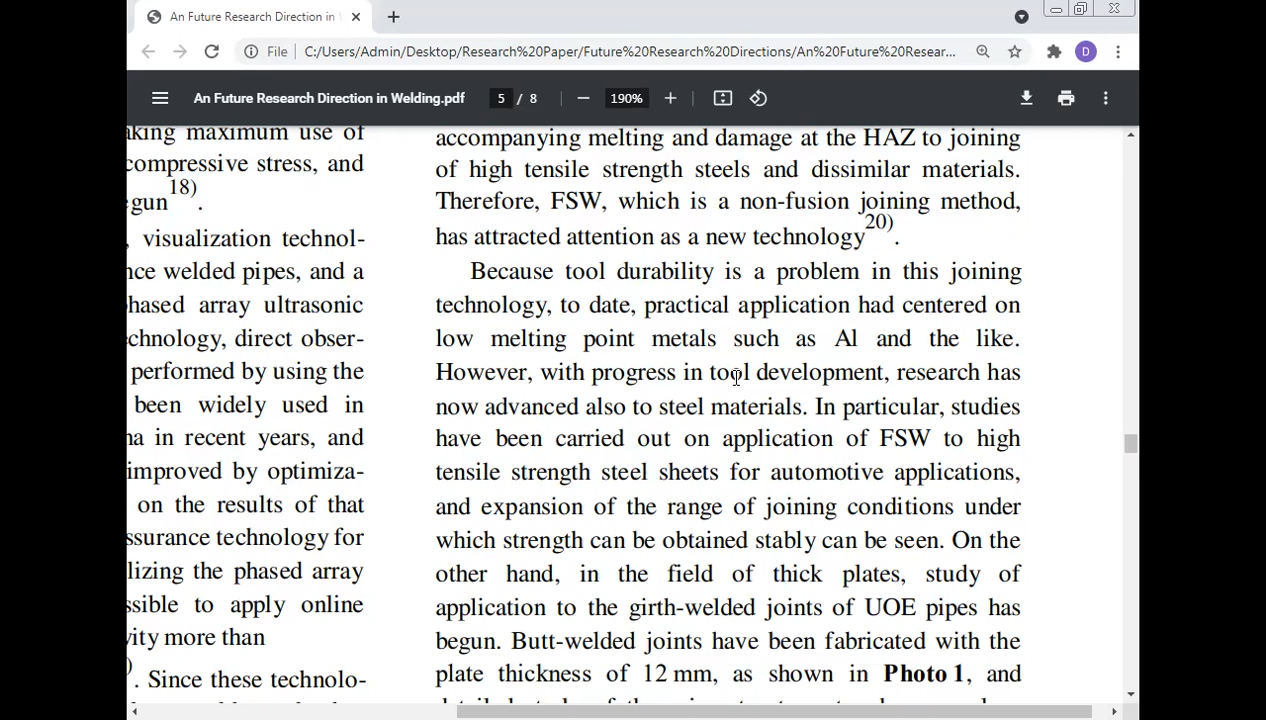 An Future Research Direction in
File C:/Users/Admin/Desktop/Research%20Paper/Future%20Research%20Directions/An%20Future%20Resear...
D
An Future Research Direction in Welding.pdf 5 / 8 190%
aking maximum use of
compressive stress, and
egun18).
, visualization technol-
nce welded pipes, and a
phased array ultrasonic
echnology, direct obser-
performed by using the
been widely used in
na in recent years, and
improved by optimiza-
on the results of that
ssurance technology for
lizing the phased array
ssible to apply online
vity more than
). Since these technolo-
accompanying melting and damage at the HAZ to joining
of high tensile strength steels and dissimilar materials.
Therefore, FSW, which is a non-fusion joining method,
has attracted attention as a new technology20).
Because tool durability is a problem in this joining
technology, to date, practical application had centered on
low melting point metals such as Al and the like.
However, with progress in tool development, research has
now advanced also to steel materials. In particular, studies
have been carried out on application of FSW to high
tensile strength steel sheets for automotive applications,
and expansion of the range of joining conditions under
which strength can be obtained stably can be seen. On the
other hand, in the field of thick plates, study of
application to the girth-welded joints of UOE pipes has
begun. Butt-welded joints have been fabricated with the
plate thickness of 12 mm, as shown in Photo 1, and